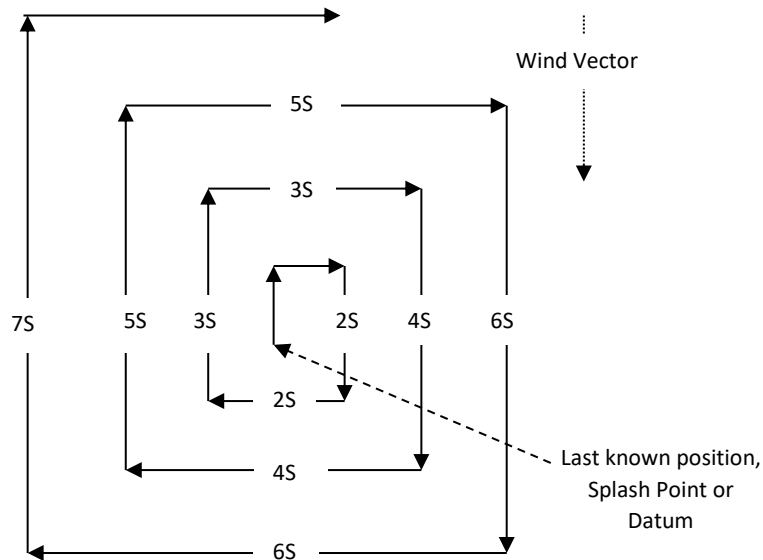 Wind Vector
5S
3S
7S 5S 3S 2S 4S 6S
2S
4S
Last known position,
Splash Point or
Datum
6S